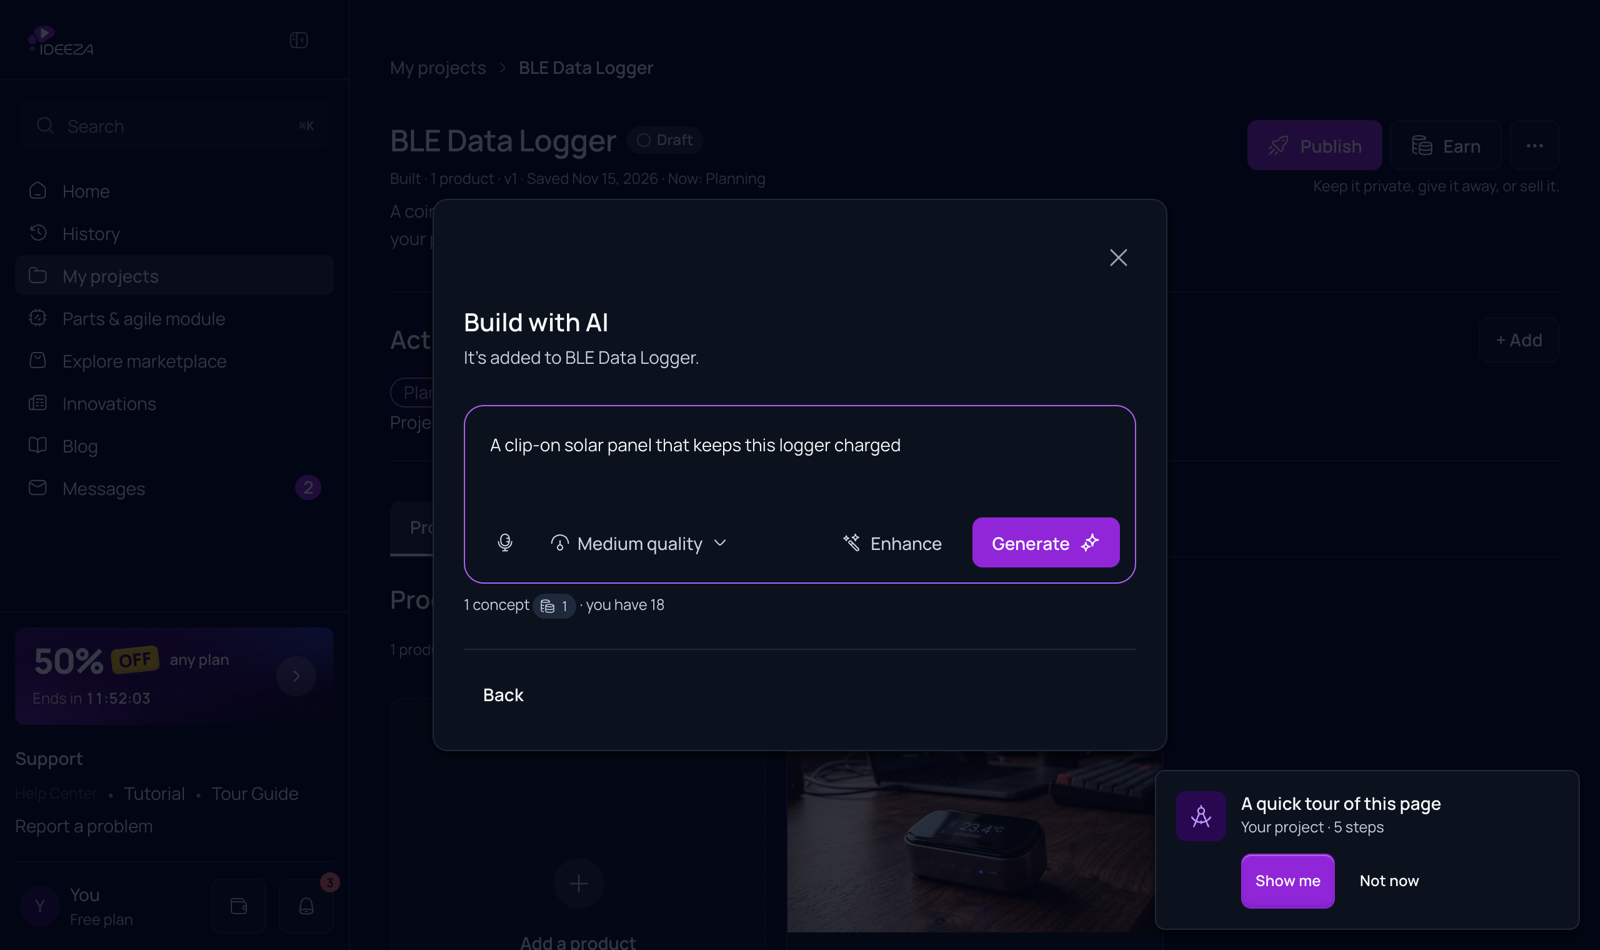 IDEEZA
Search
⌘K
Home
History
My projects
Parts & agile module
Explore marketplace
Innovations
Blog
Messages
2
50% OFF any plan
Ends in 11:52:03
Support
Help Center • Tutorial • Tour Guide
Report a problem
Y
You
Free plan
3
My projects > BLE Data Logger
BLE Data Logger
Draft
Built · 1 product · v1 · Saved Nov 15, 2026 · Now: Planning
A coin
your
Publish
Earn
Keep it private, give it away, or sell it.
+ Add
Build with AI
It's added to BLE Data Logger.
A clip-on solar panel that keeps this logger charged
Medium quality
Enhance
Generate
1 concept 1 · you have 18
Back
Add a product
23.4°C
A quick tour of this page
Your project · 5 steps
Show me
Not now